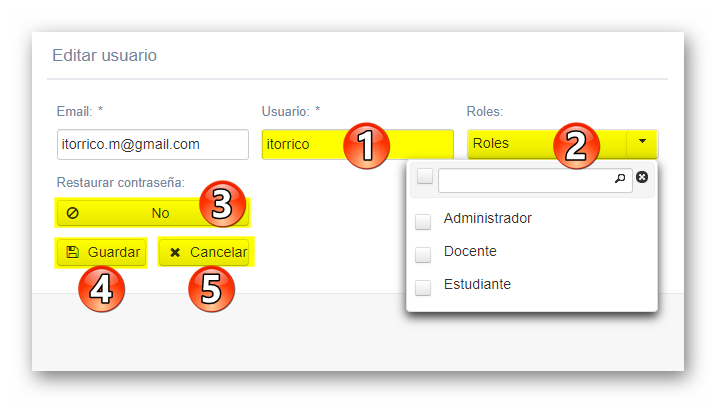 Editar usuario
Email: * Usuario: * Roles:
itorrico.m@gmail.com itorrico 1 Roles 2
Restaurar contraseña:
No 3
Administrador
Guardar Cancelar
Docente
4 5
Estudiante